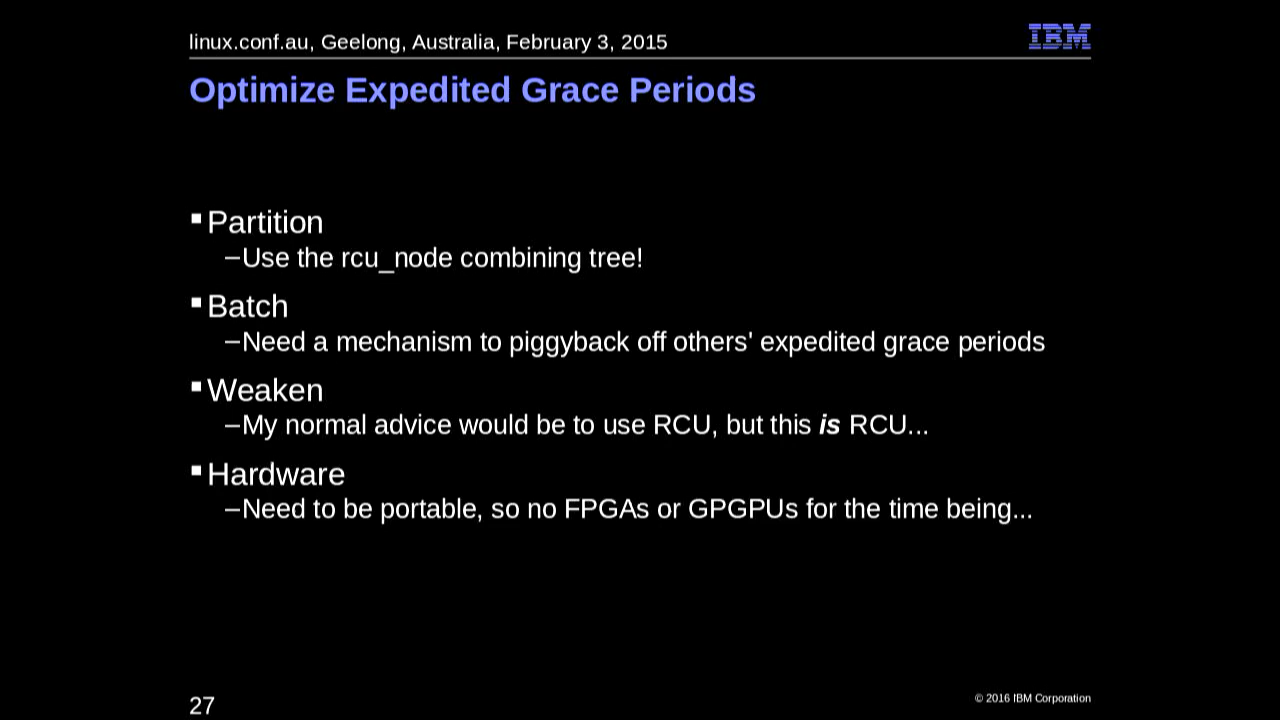 linux.conf.au, Geelong, Australia, February 3, 2015
IBM
Optimize Expedited Grace Periods
▪Partition
–Use the rcu_node combining tree!
▪Batch
–Need a mechanism to piggyback off others' expedited grace periods
▪Weaken
–My normal advice would be to use RCU, but this is RCU...
▪Hardware
–Need to be portable, so no FPGAs or GPGPUs for the time being...
27
© 2016 IBM Corporation